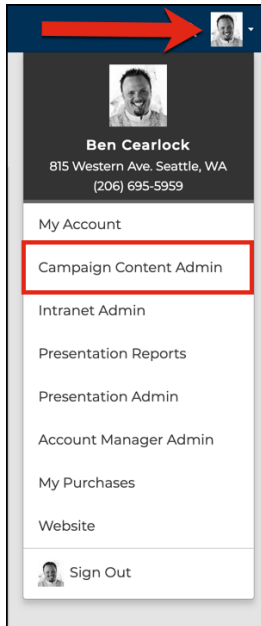 Ben Cearlock
815 Western Ave. Seattle, WA
(206) 695-5959
My Account
Campaign Content Admin
Intranet Admin
Presentation Reports
Presentation Admin
Account Manager Admin
My Purchases
Website
Sign Out